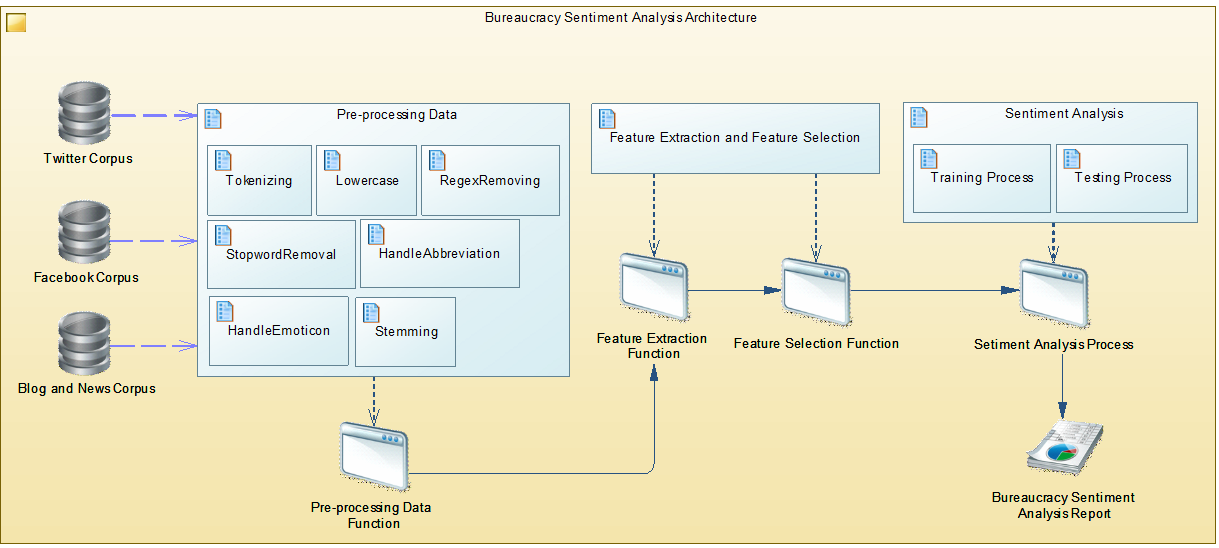 Bureaucracy Sentiment Analysis Architecture
Twitter Corpus
Facebook Corpus
Blog and News Corpus
Pre-processing Data
Tokenizing
Lowercase
RegexRemoving
StopwordRemoval
HandleAbbreviation
HandleEmoticon
Stemming
Pre-processing Data
Function
Feature Extraction and Feature Selection
Feature Extraction
Function
Feature Selection Function
Sentiment Analysis
Training Process
Testing Process
Setiment Analysis Process
Bureaucracy Sentiment
Analysis Report